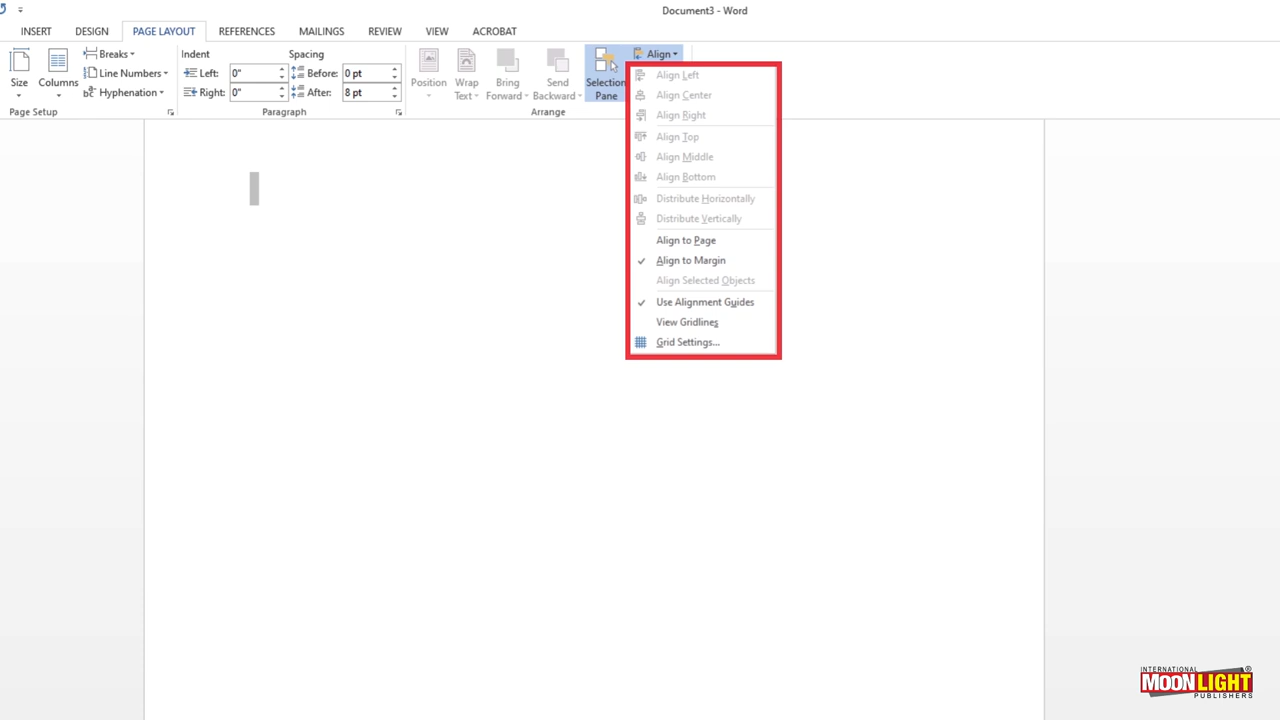 Document3 - Word
INSERT DESIGN PAGE LAYOUT REFERENCES MAILINGS REVIEW VIEW ACROBAT
Size
Columns
Breaks
Line Numbers
Hyphenation
Page Setup
Indent
Left: 0"
Right: 0"
Spacing
Before: 0 pt
After: 8 pt
Paragraph
Position
Wrap
Text
Bring
Forward
Send
Backward
Selection
Pane
Align
Arrange
Align Left
Align Center
Align Right
Align Top
Align Middle
Align Bottom
Distribute Horizontally
Distribute Vertically
Align to Page
Align to Margin
Align Selected Objects
Use Alignment Guides
View Gridlines
Grid Settings...
INTERNATIONAL
MOONLIGHT®
PUBLISHERS